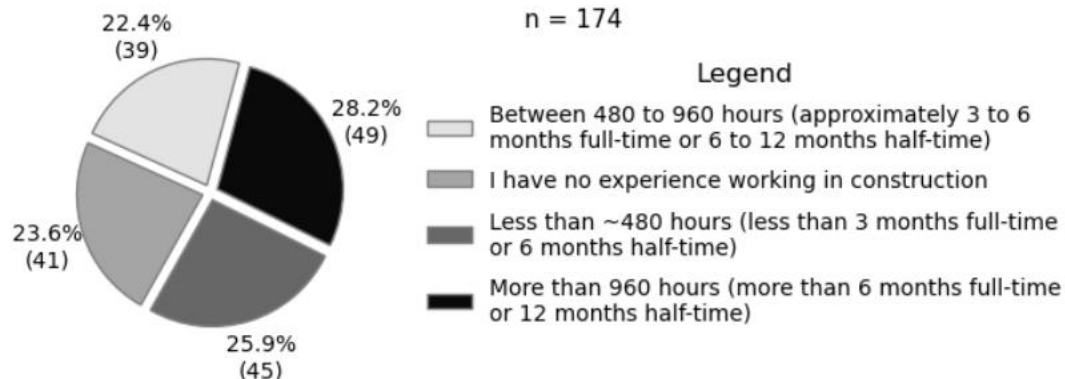 n = 174
22.4%
(39)
28.2%
(49)
23.6%
(41)
25.9%
(45)
Legend
Between 480 to 960 hours (approximately 3 to 6
months full-time or 6 to 12 months half-time)
I have no experience working in construction
Less than ~480 hours (less than 3 months full-time
or 6 months half-time)
More than 960 hours (more than 6 months full-time
or 12 months half-time)